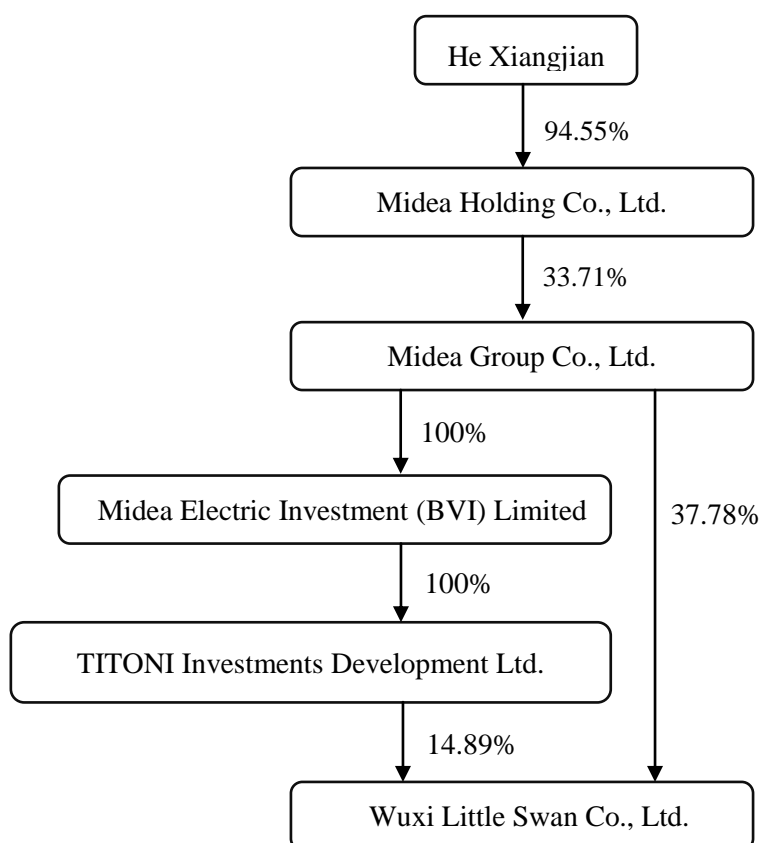 He Xiangjian
94.55%
Midea Holding Co., Ltd.
33.71%
Midea Group Co., Ltd.
100%
Midea Electric Investment (BVI) Limited
37.78%
100%
TITONI Investments Development Ltd.
14.89%
Wuxi Little Swan Co., Ltd.